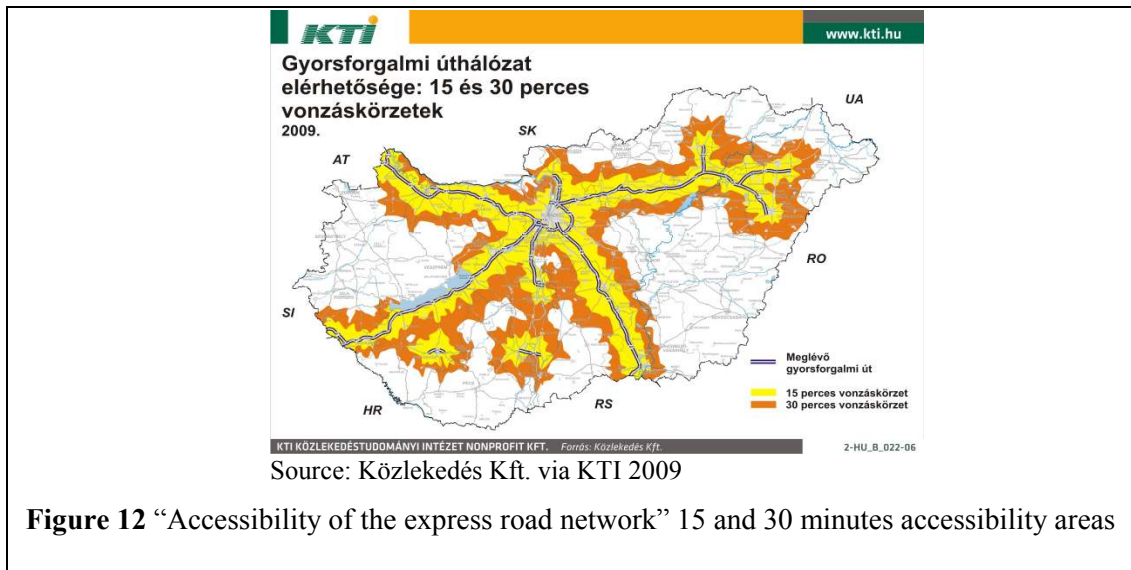 KTI
www.kti.hu
Gyorsforgalmi úthálózat
elérhetősége: 15 és 30 perces
vonzáskörzetek
2009.
SK
UA
AT
RO
SI
HR
RS
Meglévő
gyorsforgalmi út
15 perces vonzáskörzet
30 perces vonzáskörzet
KTI KÖZLEKEDÉSTUDOMÁNYI INTÉZET NONPROFIT KFT. Forrás: Közlekedés Kft.
2-HU_B_022-06
Source: Közlekedés Kft. via KTI 2009
Figure 12 “Accessibility of the express road network” 15 and 30 minutes accessibility areas